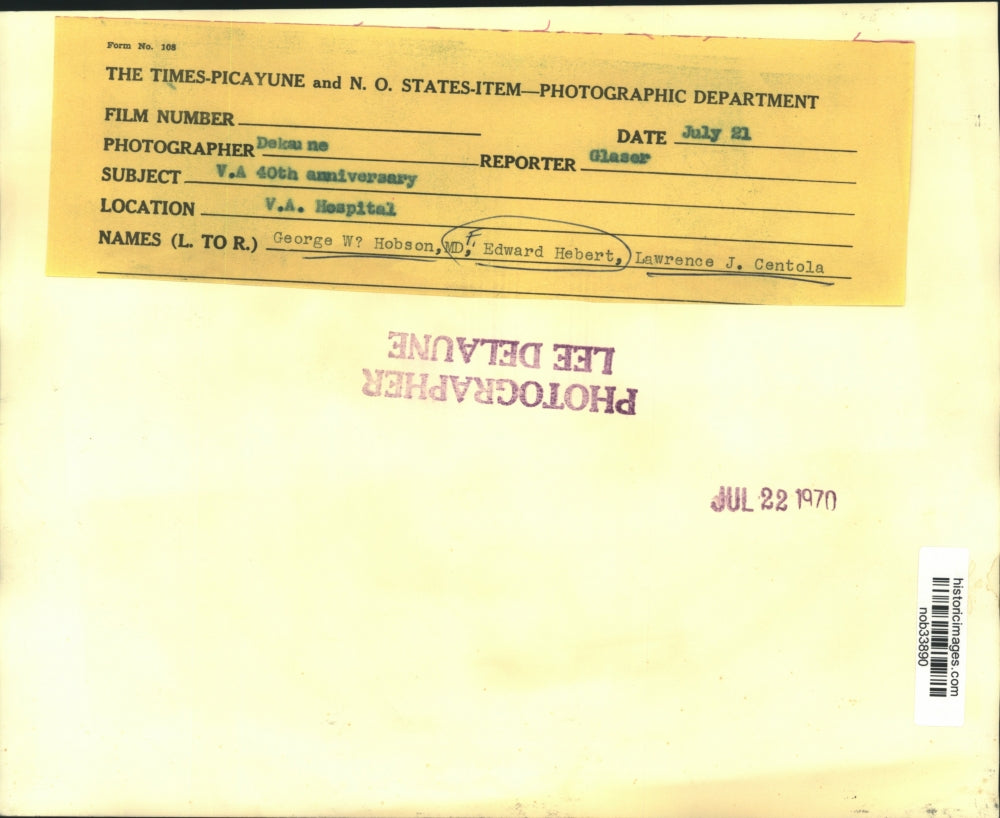 Form No. 108
THE TIMES-PICAYUNE and N. O. STATES-ITEM—PHOTOGRAPHIC DEPARTMENT
FILM NUMBER
DATE July 21
PHOTOGRAPHER Dekaune
REPORTER Glaser
SUBJECT V.A 40th anniversary
LOCATION V.A. Hospital
NAMES (L. TO R.) George W? Hobson, MD, F. Edward Hebert, Lawrence J. Centola
PHOTOGRAPHER
LEE DELAUNE
JUL 22 1970
historicimages.com
nob33890